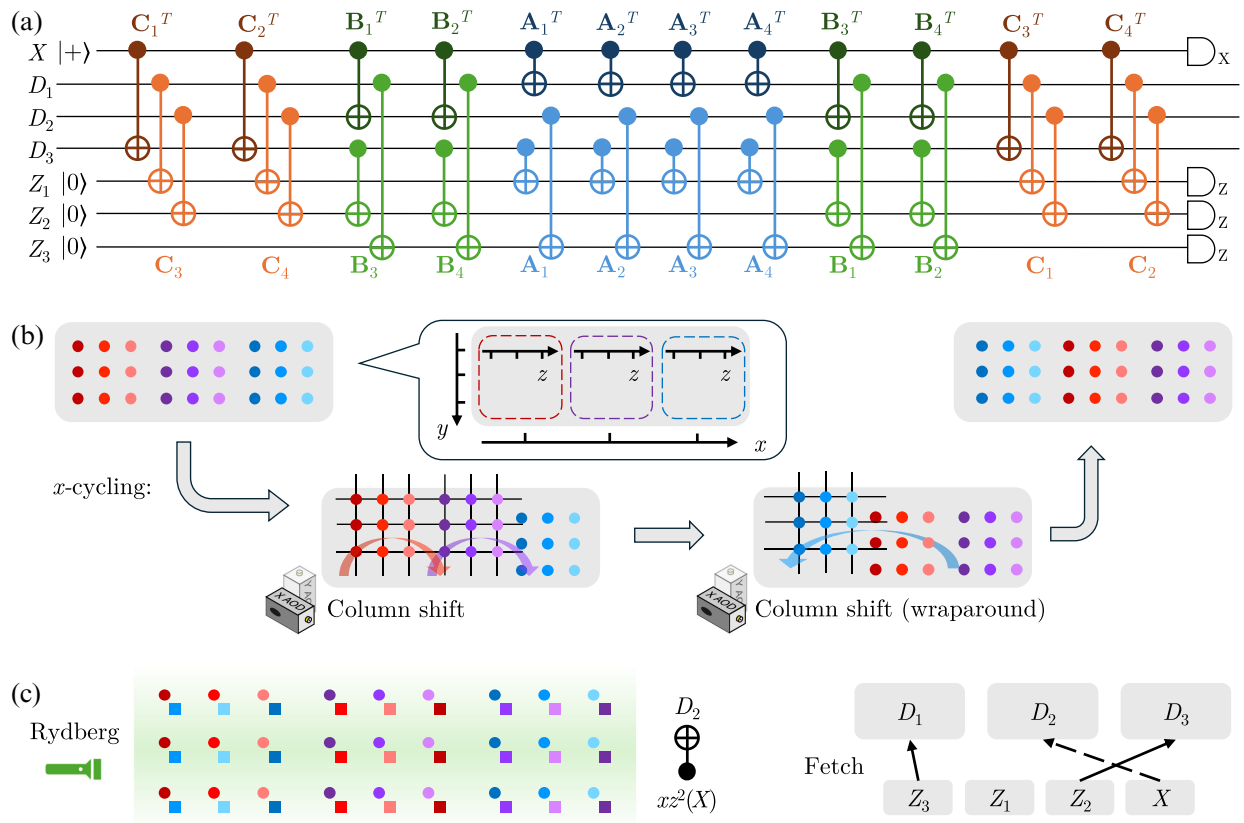 (a)
C₁ᵀ C₂ᵀ B₁ᵀ B₂ᵀ A₁ᵀ A₂ᵀ A₃ᵀ A₄ᵀ B₃ᵀ B₄ᵀ C₃ᵀ C₄ᵀ
X |+⟩ X
D₁
D₂
D₃
Z₁ |0⟩ Z
Z₂ |0⟩ Z
Z₃ |0⟩ Z
C₃ C₄ B₃ B₄ A₁ A₂ A₃ A₄ B₁ B₂ C₁ C₂
(b)
z z z
y x
x-cycling:
X AOD
Y AOD
Column shift
X AOD
Y AOD
Column shift (wraparound)
(c)
Rydberg
D₂
xz²(X)
D₁ D₂ D₃
Fetch
Z₃ Z₁ Z₂ X